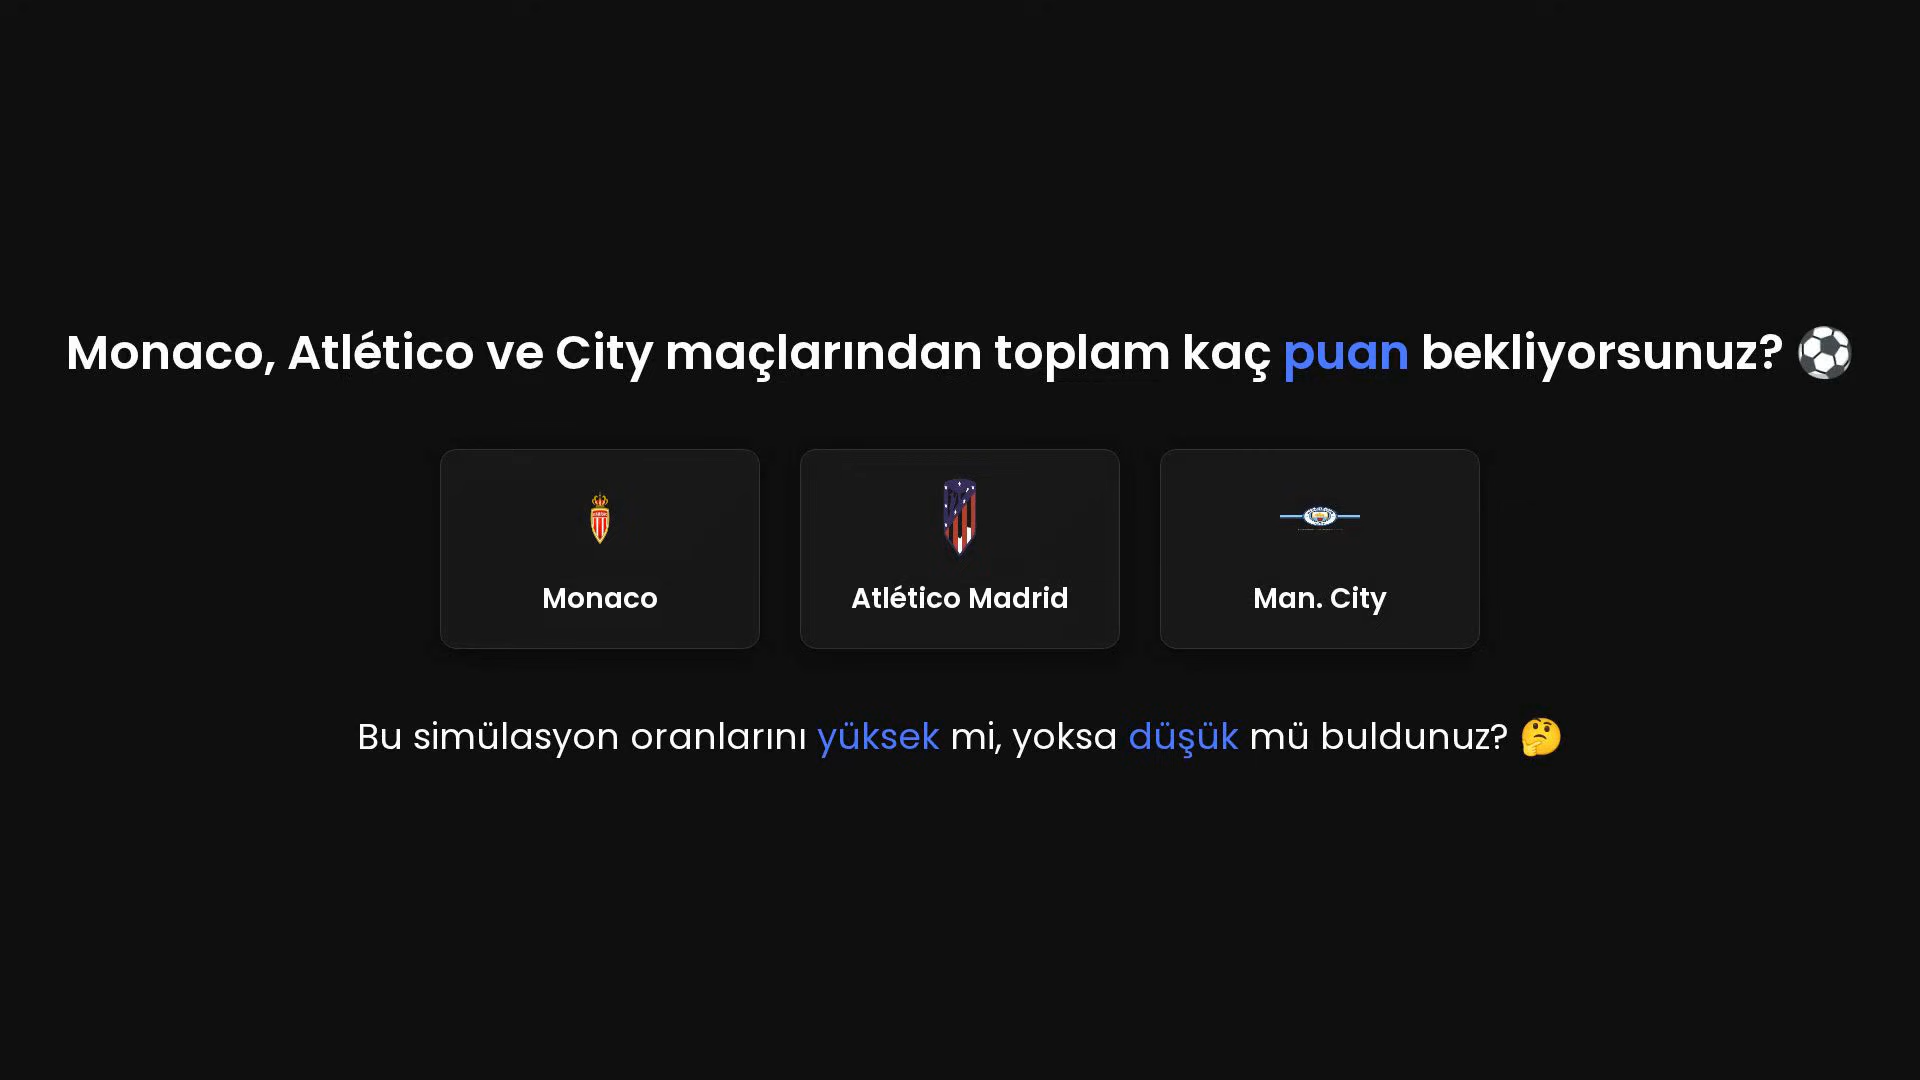 Monaco, Atlético ve City maçlarından toplam kaç puan bekliyorsunuz? ⚽
Monaco
Atlético Madrid
Man. City
Bu simülasyon oranlarını yüksek mi, yoksa düşük mü buldunuz? 🤔